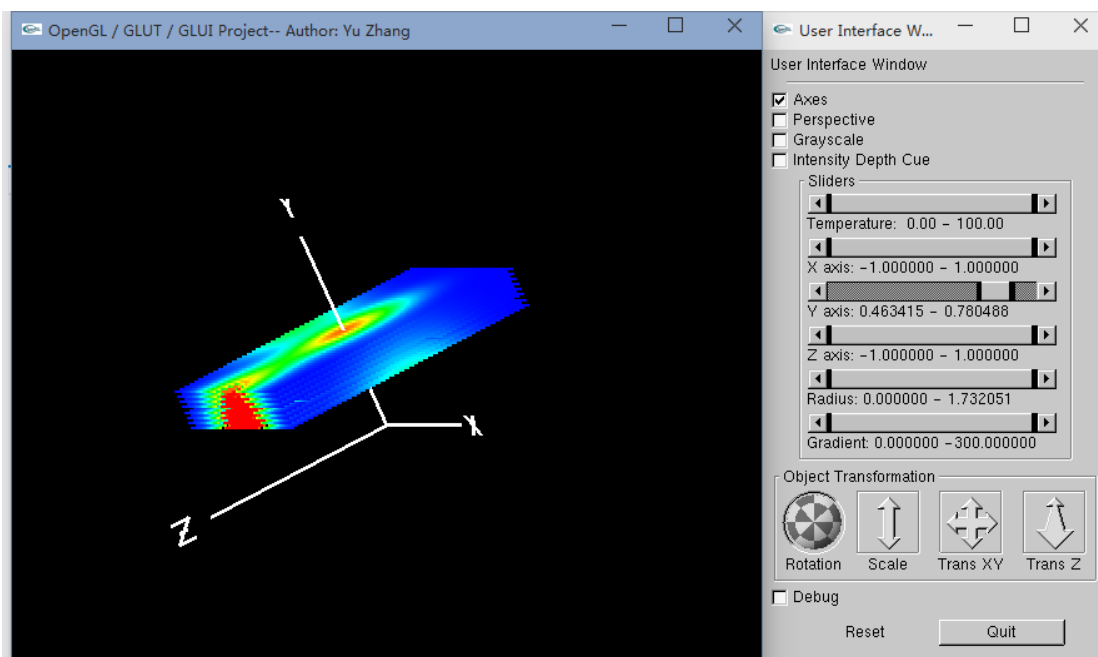 OpenGL / GLUT / GLUI Project-- Author: Yu Zhang
Y
X
Z
User Interface W...
User Interface Window
Axes
Perspective
Grayscale
Intensity Depth Cue
Sliders
Temperature: 0.00 - 100.00
X axis: -1.000000 - 1.000000
Y axis: 0.463415 - 0.780488
Z axis: -1.000000 - 1.000000
Radius: 0.000000 - 1.732051
Gradient: 0.000000 -300.000000
Object Transformation
Rotation Scale Trans XY Trans Z
Debug
Reset Quit